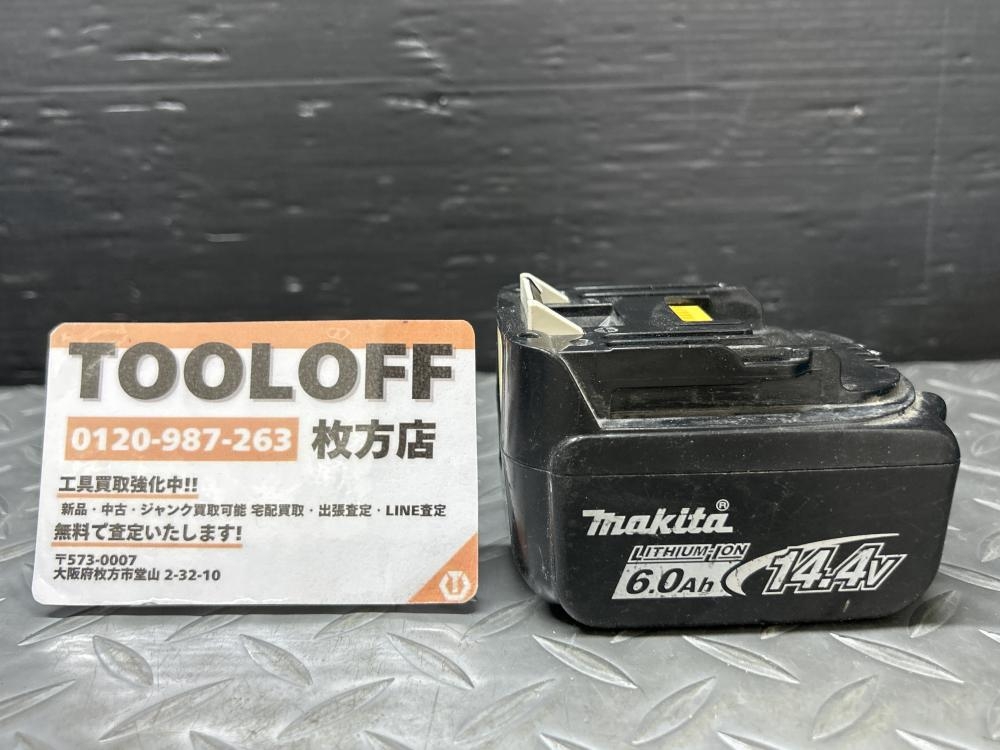 TOOLOFF
0120-987-263 枚方店
工具買取強化中!!
新品・中古・ジャンク買取可能 宅配買取・出張査定・LINE査定
無料で査定いたします!
〒573-0007
大阪府枚方市堂山 2-32-10
makita®
LITHIUM-ION
6.0Ah 14.4V